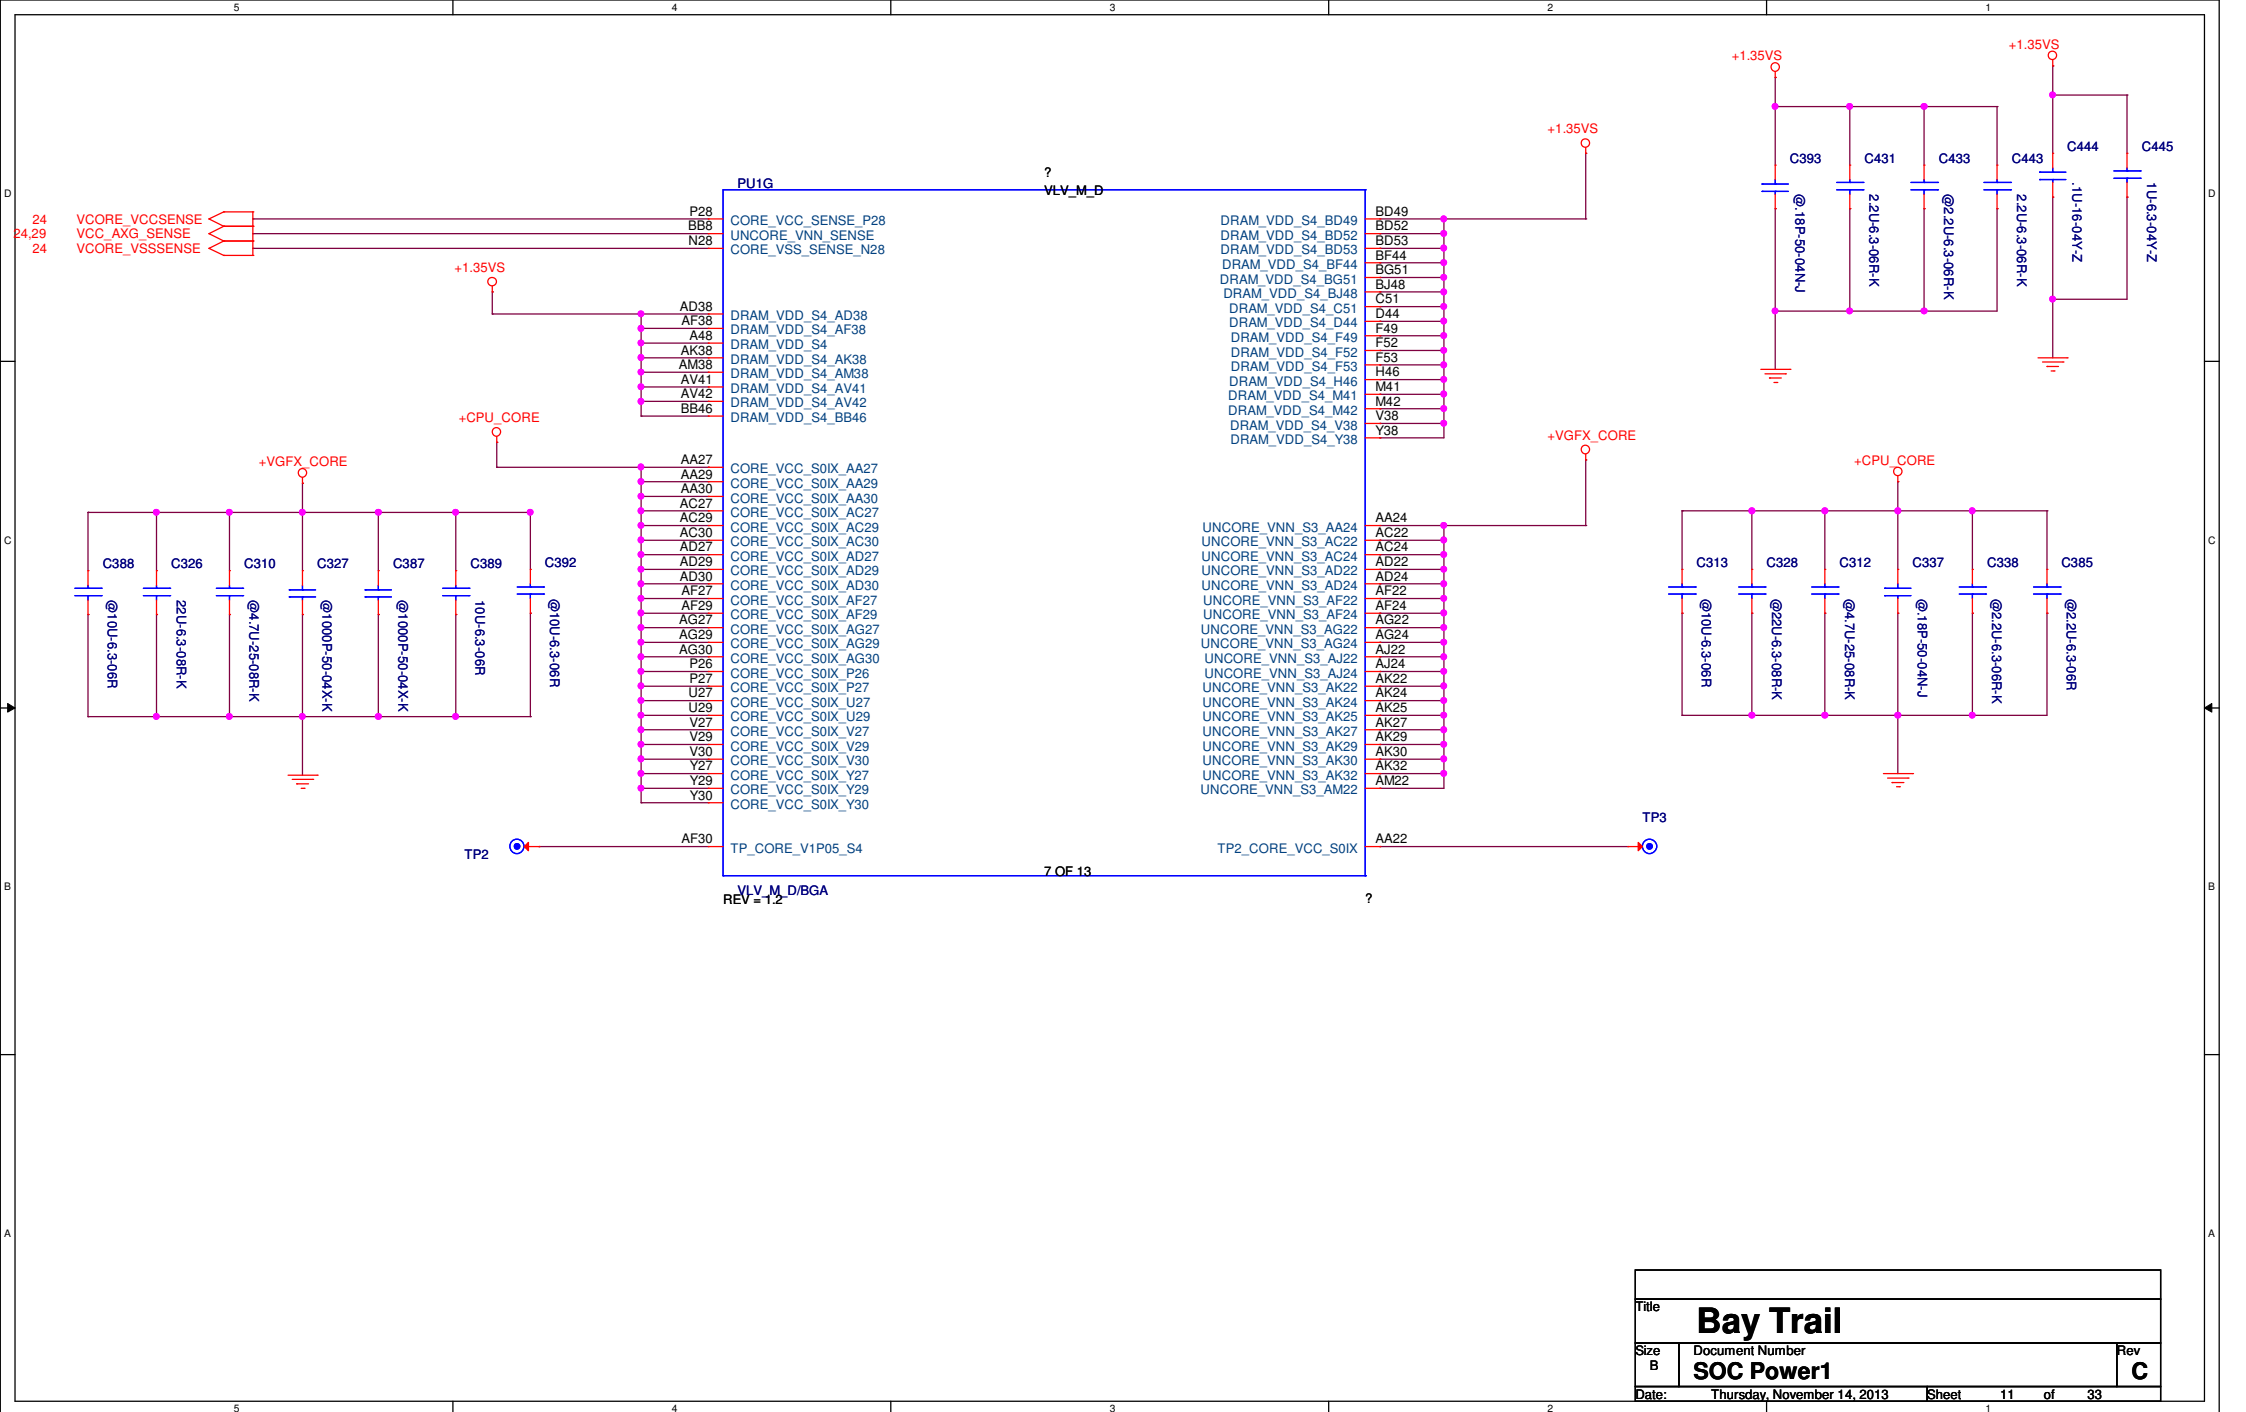 5 4 3 2 1
D
C
B
A
D
C
B
A
24 VCORE_VCCSENSE
24,29 VCC_AXG_SENSE
24 VCORE_VSSSENSE
PU1G
?
VLV_M_D
P28 CORE_VCC_SENSE_P28
BB8 UNCORE_VNN_SENSE
N28 CORE_VSS_SENSE_N28
+1.35VS
AD38 DRAM_VDD_S4_AD38
AF38 DRAM_VDD_S4_AF38
A48 DRAM_VDD_S4
AK38 DRAM_VDD_S4_AK38
AM38 DRAM_VDD_S4_AM38
AV41 DRAM_VDD_S4_AV41
AV42 DRAM_VDD_S4_AV42
BB46 DRAM_VDD_S4_BB46
+CPU_CORE
AA27 CORE_VCC_S0IX_AA27
AA29 CORE_VCC_S0IX_AA29
AA30 CORE_VCC_S0IX_AA30
AC27 CORE_VCC_S0IX_AC27
AC29 CORE_VCC_S0IX_AC29
AC30 CORE_VCC_S0IX_AC30
AD27 CORE_VCC_S0IX_AD27
AD29 CORE_VCC_S0IX_AD29
AD30 CORE_VCC_S0IX_AD30
AF27 CORE_VCC_S0IX_AF27
AF29 CORE_VCC_S0IX_AF29
AG27 CORE_VCC_S0IX_AG27
AG29 CORE_VCC_S0IX_AG29
AG30 CORE_VCC_S0IX_AG30
P26 CORE_VCC_S0IX_P26
P27 CORE_VCC_S0IX_P27
U27 CORE_VCC_S0IX_U27
U29 CORE_VCC_S0IX_U29
V27 CORE_VCC_S0IX_V27
V29 CORE_VCC_S0IX_V29
V30 CORE_VCC_S0IX_V30
Y27 CORE_VCC_S0IX_Y27
Y29 CORE_VCC_S0IX_Y29
Y30 CORE_VCC_S0IX_Y30
TP2 AF30 TP_CORE_V1P05_S4
+1.35VS
DRAM_VDD_S4_BD49 BD49
DRAM_VDD_S4_BD52 BD52
DRAM_VDD_S4_BD53 BD53
DRAM_VDD_S4_BF44 BF44
DRAM_VDD_S4_BG51 BG51
DRAM_VDD_S4_BJ48 BJ48
DRAM_VDD_S4_C51 C51
DRAM_VDD_S4_D44 D44
DRAM_VDD_S4_F49 F49
DRAM_VDD_S4_F52 F52
DRAM_VDD_S4_F53 F53
DRAM_VDD_S4_H46 H46
DRAM_VDD_S4_M41 M41
DRAM_VDD_S4_M42 M42
DRAM_VDD_S4_V38 V38
DRAM_VDD_S4_Y38 Y38
+VGFX_CORE
UNCORE_VNN_S3_AA24 AA24
UNCORE_VNN_S3_AC22 AC22
UNCORE_VNN_S3_AC24 AC24
UNCORE_VNN_S3_AD22 AD22
UNCORE_VNN_S3_AD24 AD24
UNCORE_VNN_S3_AF22 AF22
UNCORE_VNN_S3_AF24 AF24
UNCORE_VNN_S3_AG22 AG22
UNCORE_VNN_S3_AG24 AG24
UNCORE_VNN_S3_AJ22 AJ22
UNCORE_VNN_S3_AJ24 AJ24
UNCORE_VNN_S3_AK22 AK22
UNCORE_VNN_S3_AK24 AK24
UNCORE_VNN_S3_AK25 AK25
UNCORE_VNN_S3_AK27 AK27
UNCORE_VNN_S3_AK29 AK29
UNCORE_VNN_S3_AK30 AK30
UNCORE_VNN_S3_AK32 AK32
UNCORE_VNN_S3_AM22 AM22
TP2_CORE_VCC_S0IX AA22 TP3
7 OF 13
VLV_M_D/BGA
REV = 1.2
?
+VGFX_CORE
C388 @10U-6.3-06R
C326 22U-6.3-08R-K
C310 @4.7U-25-08R-K
C327 @1000P-50-04X-K
C387 @1000P-50-04X-K
C389 10U-6.3-06R
C392 @10U-6.3-06R
+1.35VS
C393 @.18P-50-04N-J
C431 2.2U-6.3-06R-K
C433 @2.2U-6.3-06R-K
C443 2.2U-6.3-06R-K
+1.35VS
C444 .1U-16-04Y-Z
C445 1U-6.3-04Y-Z
+CPU_CORE
C313 @10U-6.3-06R
C328 @22U-6.3-08R-K
C312 @4.7U-25-08R-K
C337 @.18P-50-04N-J
C338 @2.2U-6.3-06R-K
C385 @2.2U-6.3-06R
Title
Bay Trail
Size Document Number Rev
B SOC Power1 C
Date: Thursday, November 14, 2013 Sheet 11 of 33
5 4 3 2 1